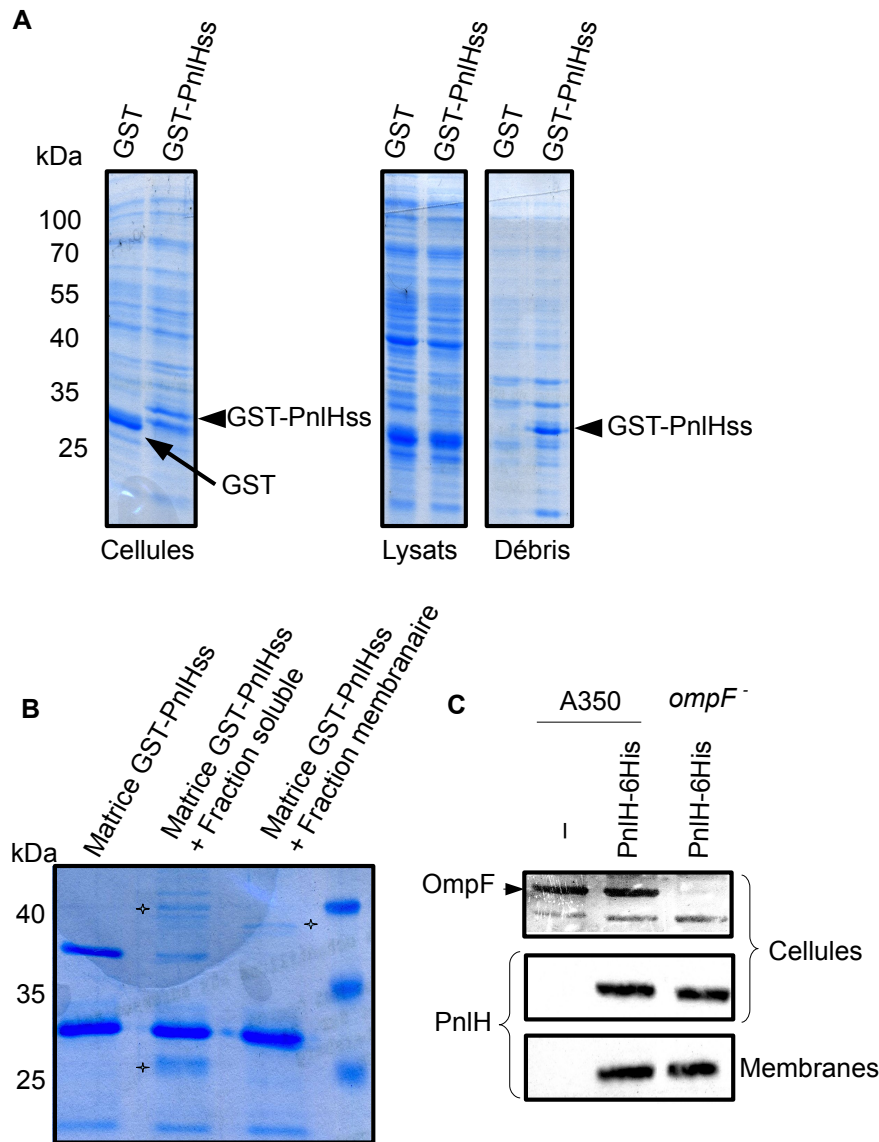 A
GST
GST-PnlHss
GST
GST-PnlHss
GST
GST-PnlHss
kDa
100
70
55
40
35
25
GST-PnlHss
GST
GST-PnlHss
Cellules
Lysats
Débris
B
Matrice GST-PnlHss
Matrice GST-PnlHss
+ Fraction soluble
Matrice GST-PnlHss
+ Fraction membranaire
kDa
40
35
25
C
A350
ompF -
-
PnlH-6His
PnlH-6His
OmpF
Cellules
PnlH
Membranes